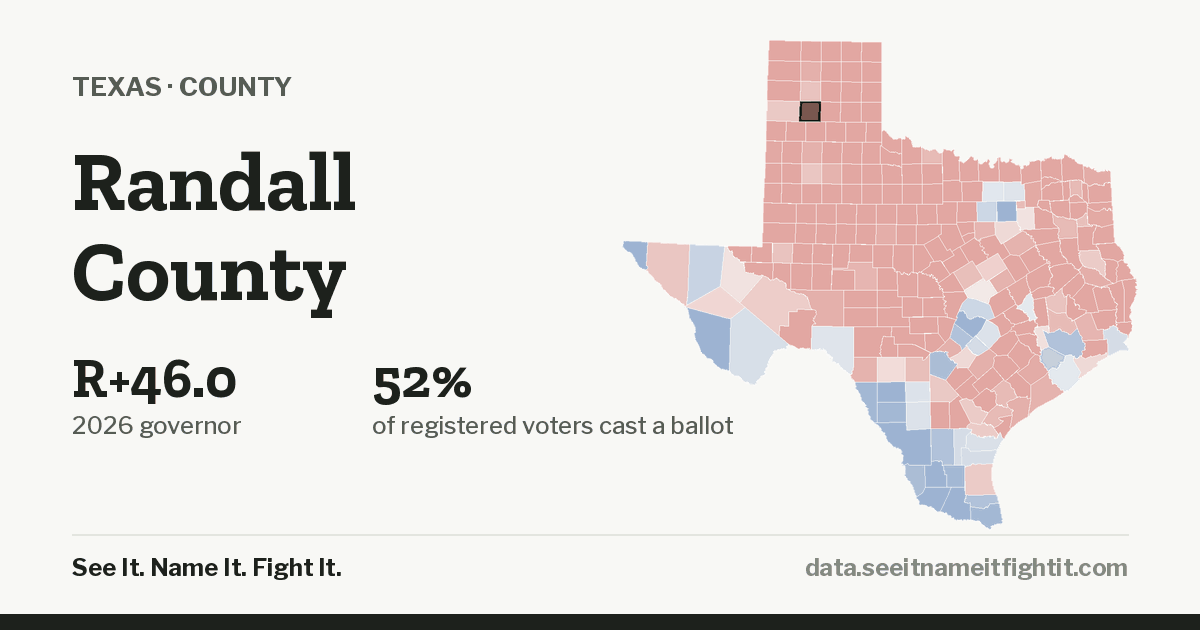 TEXAS · COUNTY
Randall
County
R+46.0
2026 governor
52%
of registered voters cast a ballot
See It. Name It. Fight It.
data.seeitnameitfightit.com